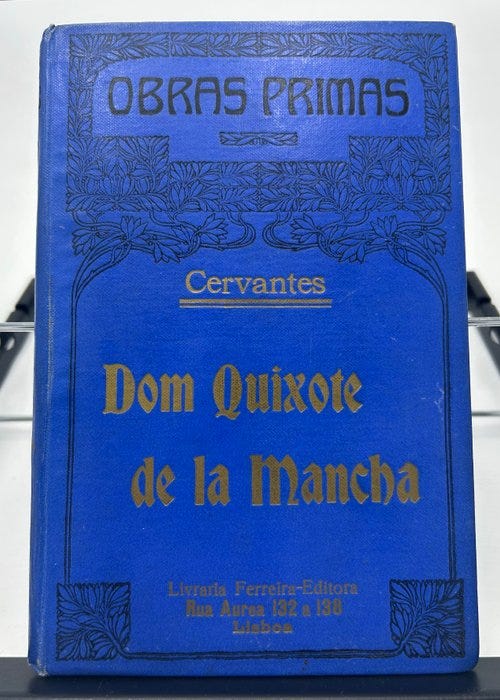 OBRAS PRIMAS
Cervantes
Dom Quixote
de la Mancha
Livraria Ferreira-Editora
Rua Aurea 132 a 138
Lisboa